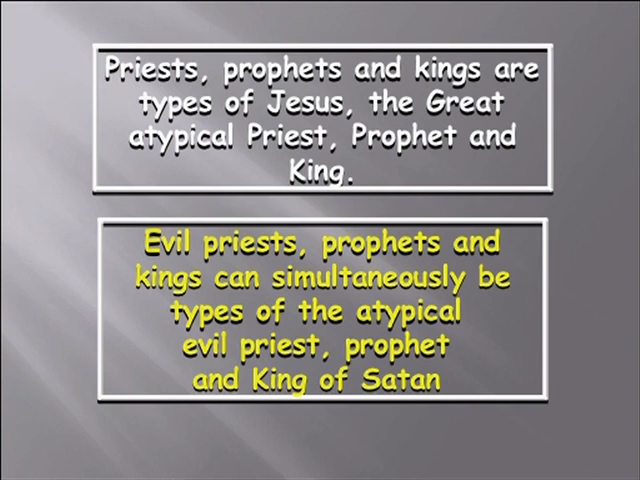 Priests, prophets and kings are
types of Jesus, the Great
atypical Priest, Prophet and
King.
Evil priests, prophets and
kings can simultaneously be
types of the atypical
evil priest, prophet
and King of Satan